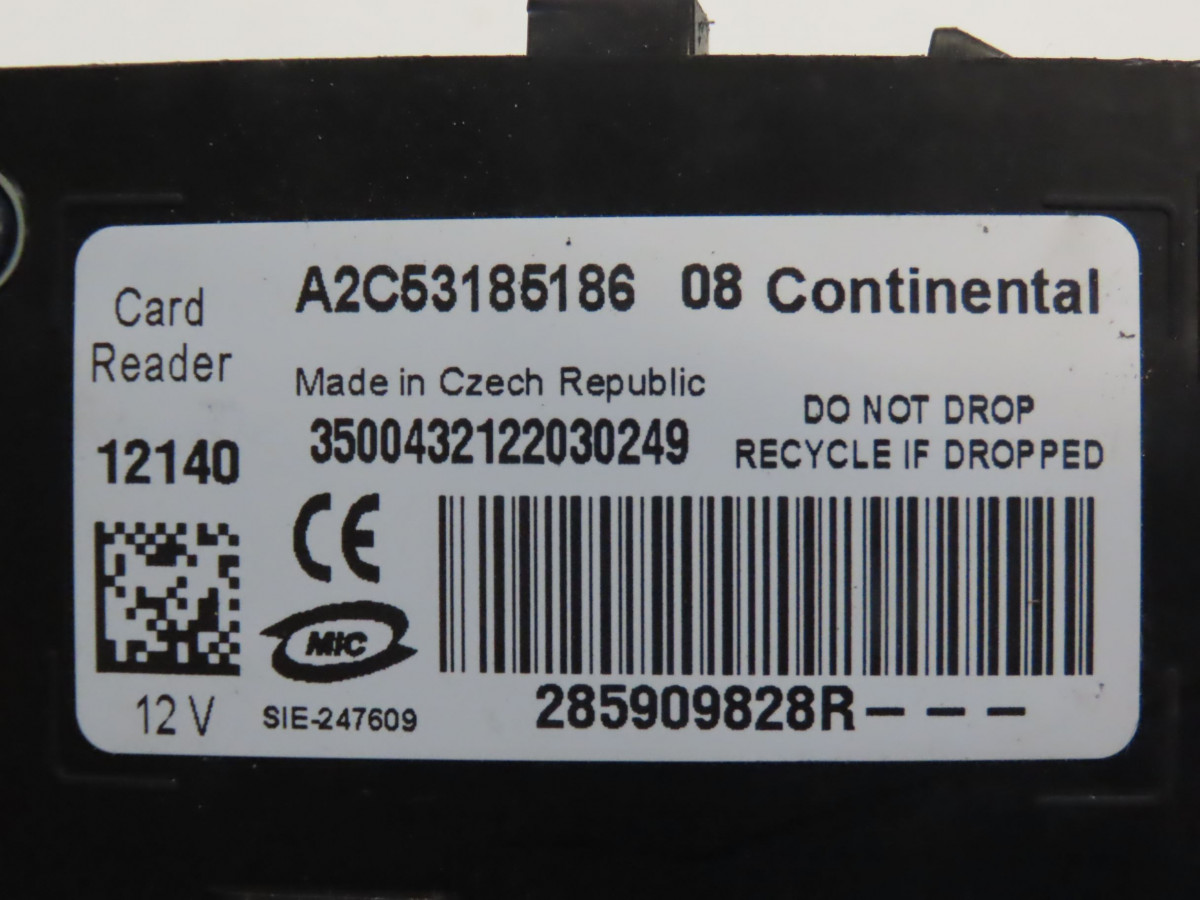 Card
Reader
12140
12 V
A2C53185186 08 Continental
Made in Czech Republic
3500432122030249
DO NOT DROP
RECYCLE IF DROPPED
CE
MIC
SIE-247609
285909828R---